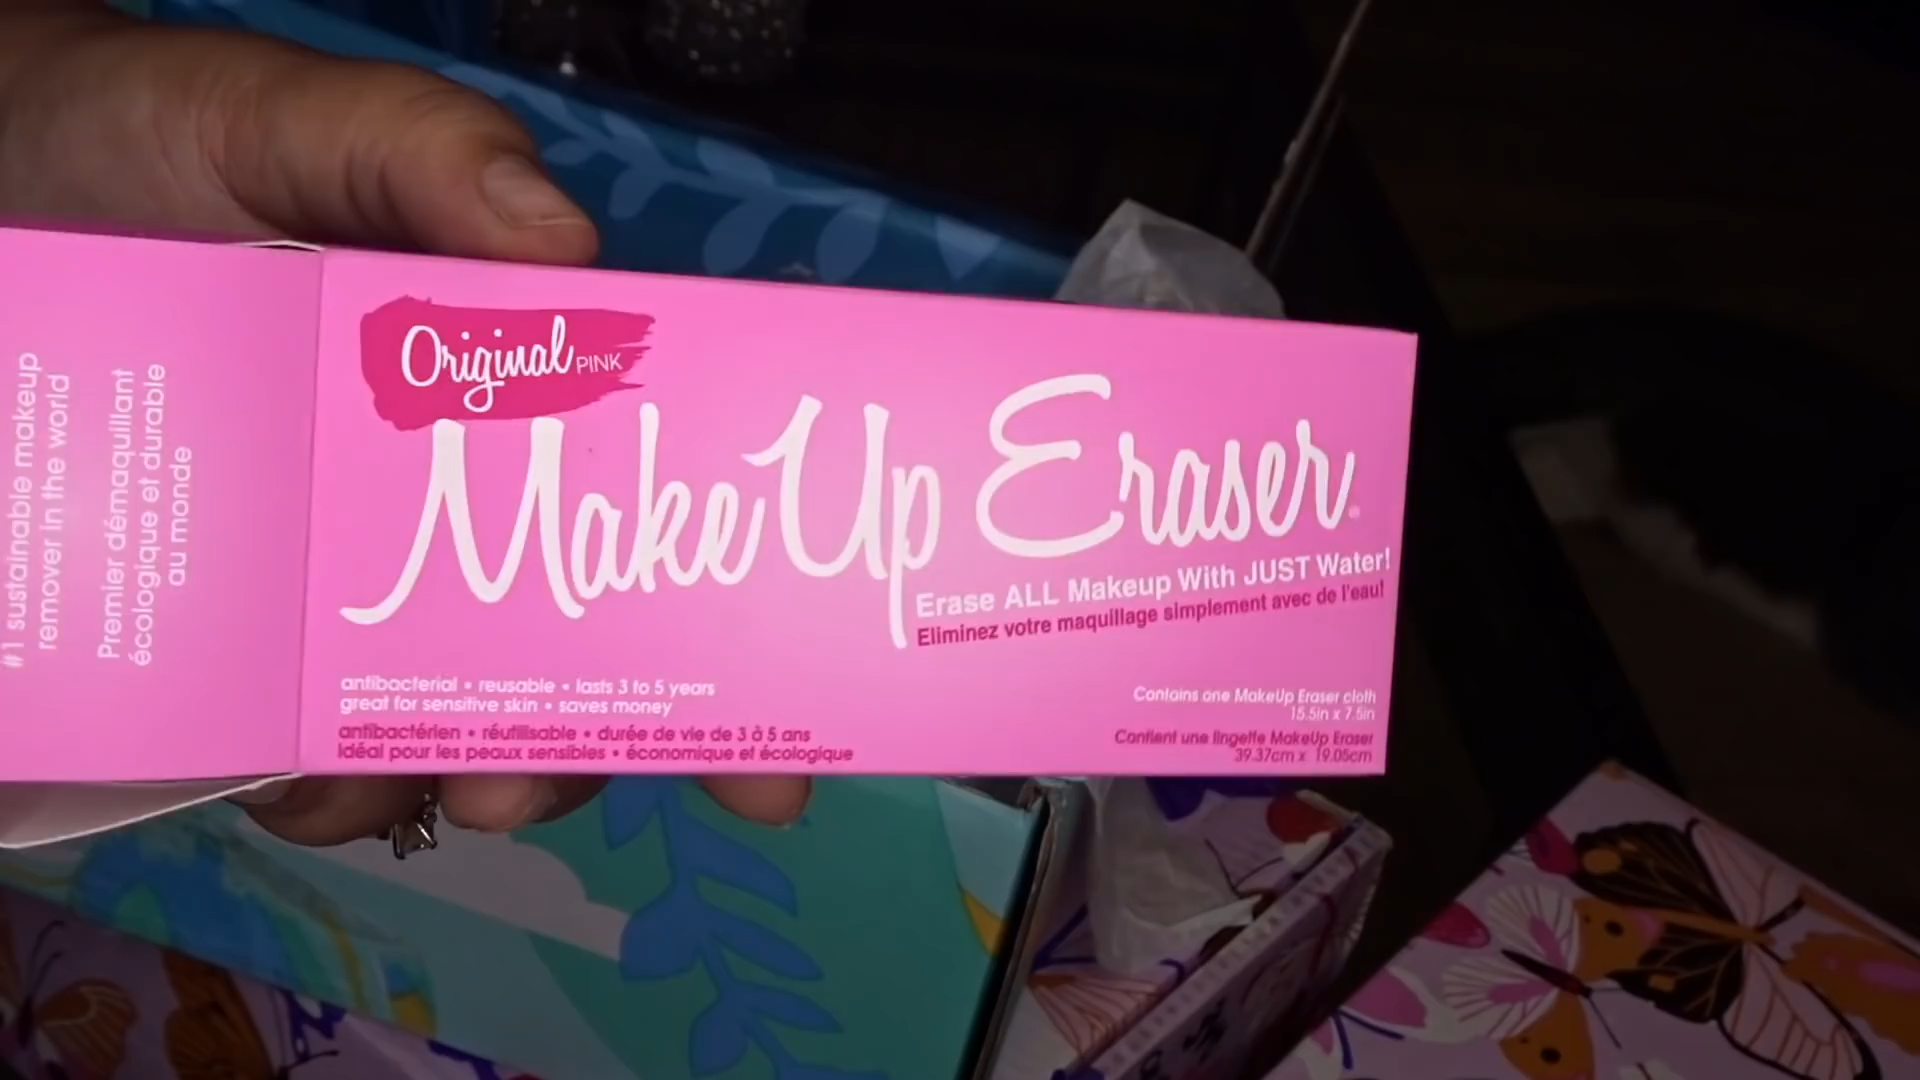 #1 sustainable makeup
remover in the world
Premier démaquillant
écologique et durable
au monde
Original PINK
MakeUp Eraser
Erase ALL Makeup With JUST Water!
Eliminez votre maquillage simplement avec de l'eau!
antibacterial • reusable • lasts 3 to 5 years
great for sensitive skin • saves money
antibactérien • réutilisable • durée de vie de 3 à 5 ans
Idéal pour les peaux sensibles • économique et écologique
Contains one MakeUp Eraser cloth
15.5in x 7.5in
Contient une lingette MakeUp Eraser
39.37cm x 19.05cm